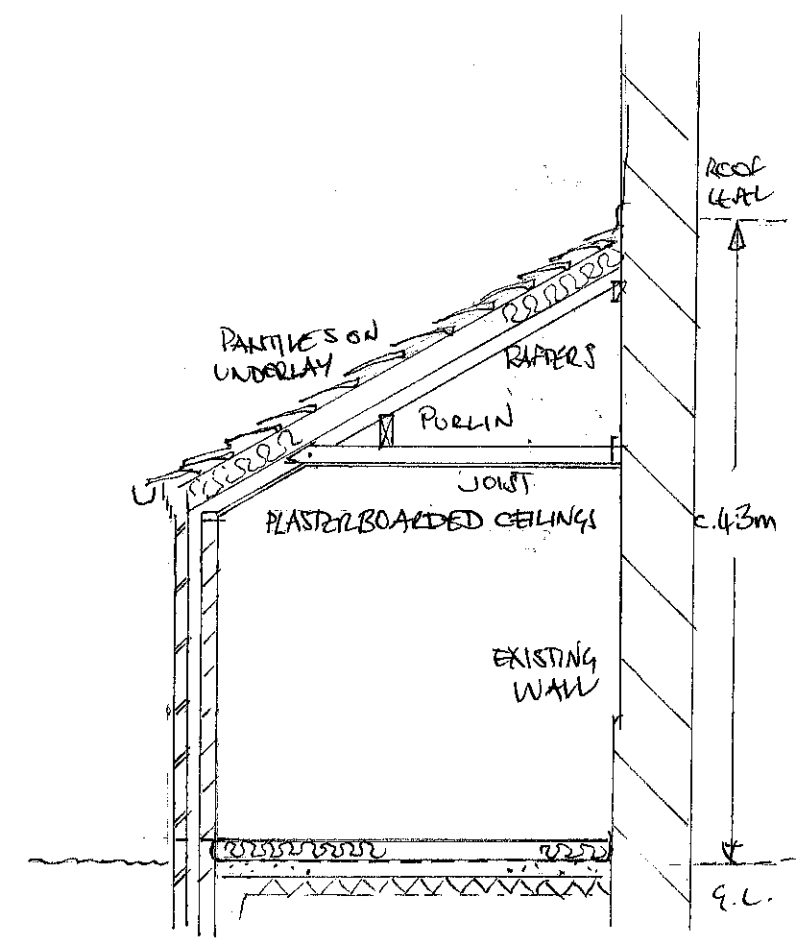 ROOF
LEVEL
PANTILES ON
UNDERLAY
RAFTERS
PURLIN
JOIST
PLASTERBOARDED CEILINGS
c.4.3m
EXISTING
WALL
G.L.